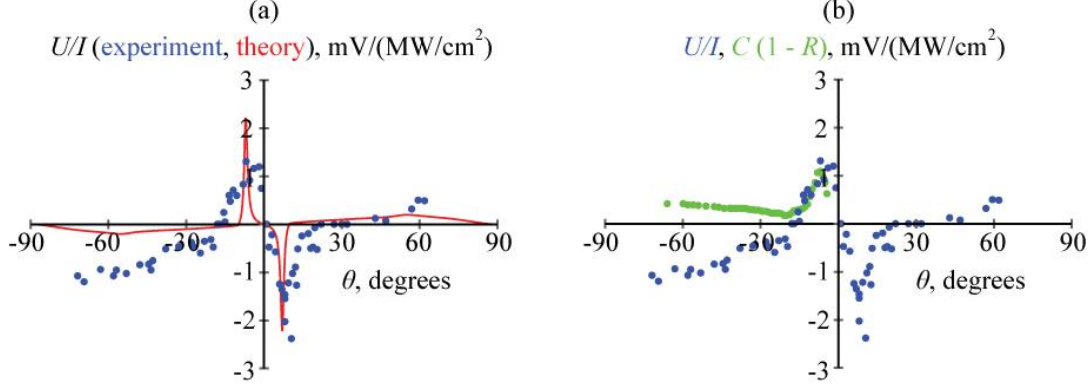 (a)
U/I (experiment, theory), mV/(MW/cm²)
3
2
1
-90 -60 -30 30 60 90
-1
θ, degrees
-2
-3
(b)
U/I, C (1 - R), mV/(MW/cm²)
3
2
1
-90 -60 -30 30 60 90
-1
θ, degrees
-2
-3